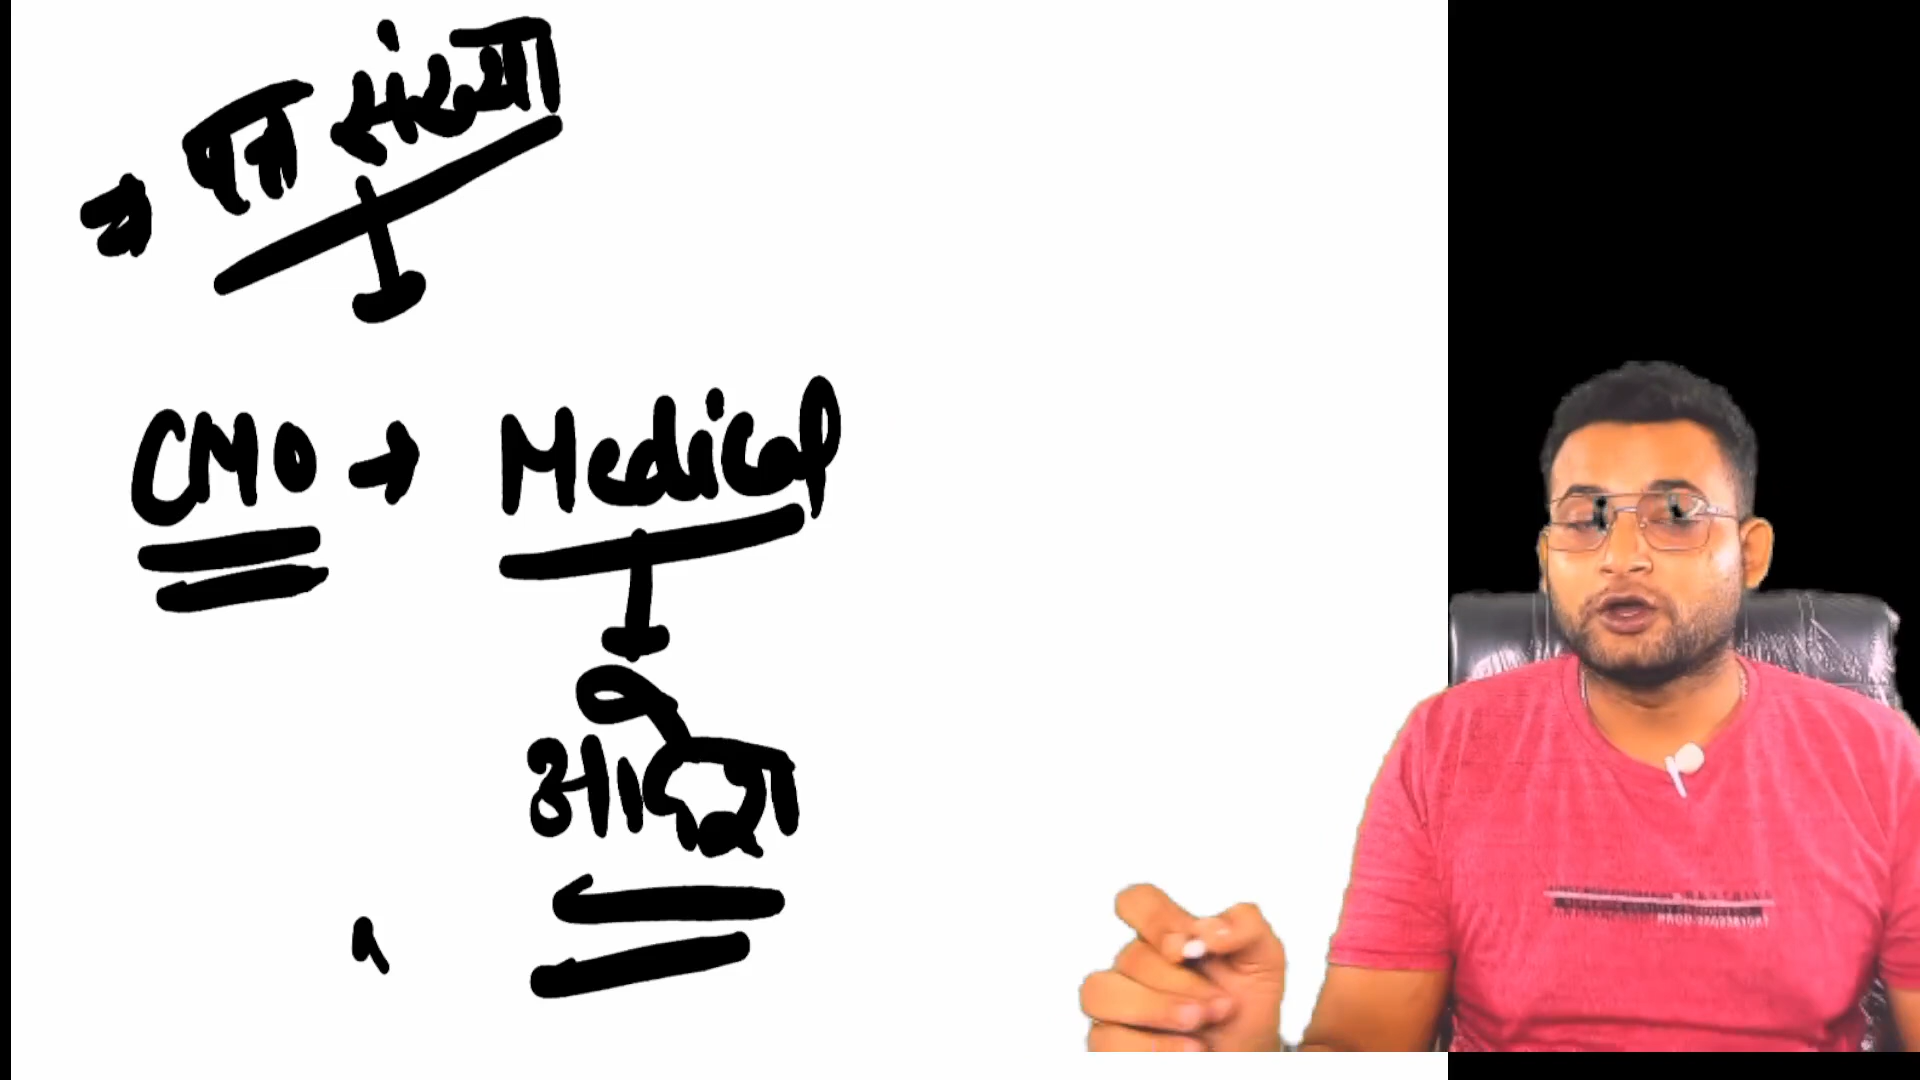 ⇒ पत्र संख्या
CMO → Medical
आदेश